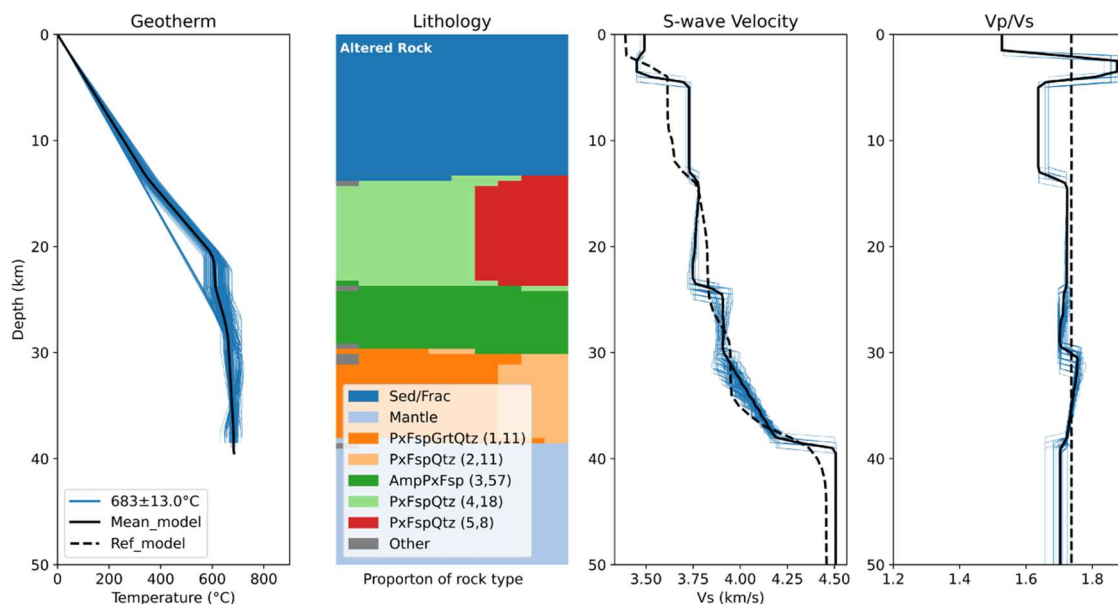 Geotherm
Lithology
S-wave Velocity
Vp/Vs
0
10
20
30
40
50
Depth (km)
683±13.0°C
Mean_model
Ref_model
0 200 400 600 800
Temperature (°C)
Altered Rock
Sed/Frac
Mantle
PxFspGrtQtz (1,11)
PxFspQtz (2,11)
AmpPxFsp (3,57)
PxFspQtz (4,18)
PxFspQtz (5,8)
Other
Proporton of rock type
0
10
20
30
40
50
3.50 3.75 4.00 4.25 4.50
Vs (km/s)
0
10
20
30
40
50
1.2 1.4 1.6 1.8